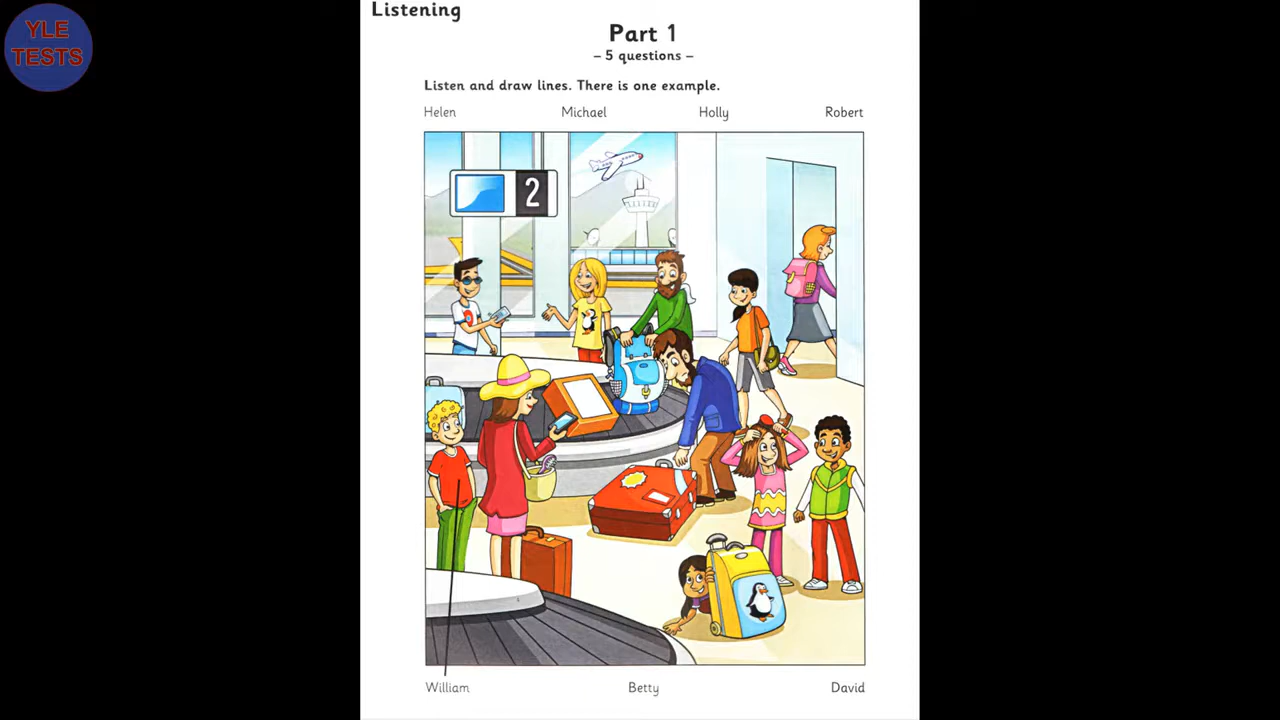 YLE
TESTS
Listening
Part 1
– 5 questions –
Listen and draw lines. There is one example.
Helen Michael Holly Robert
2
William Betty David